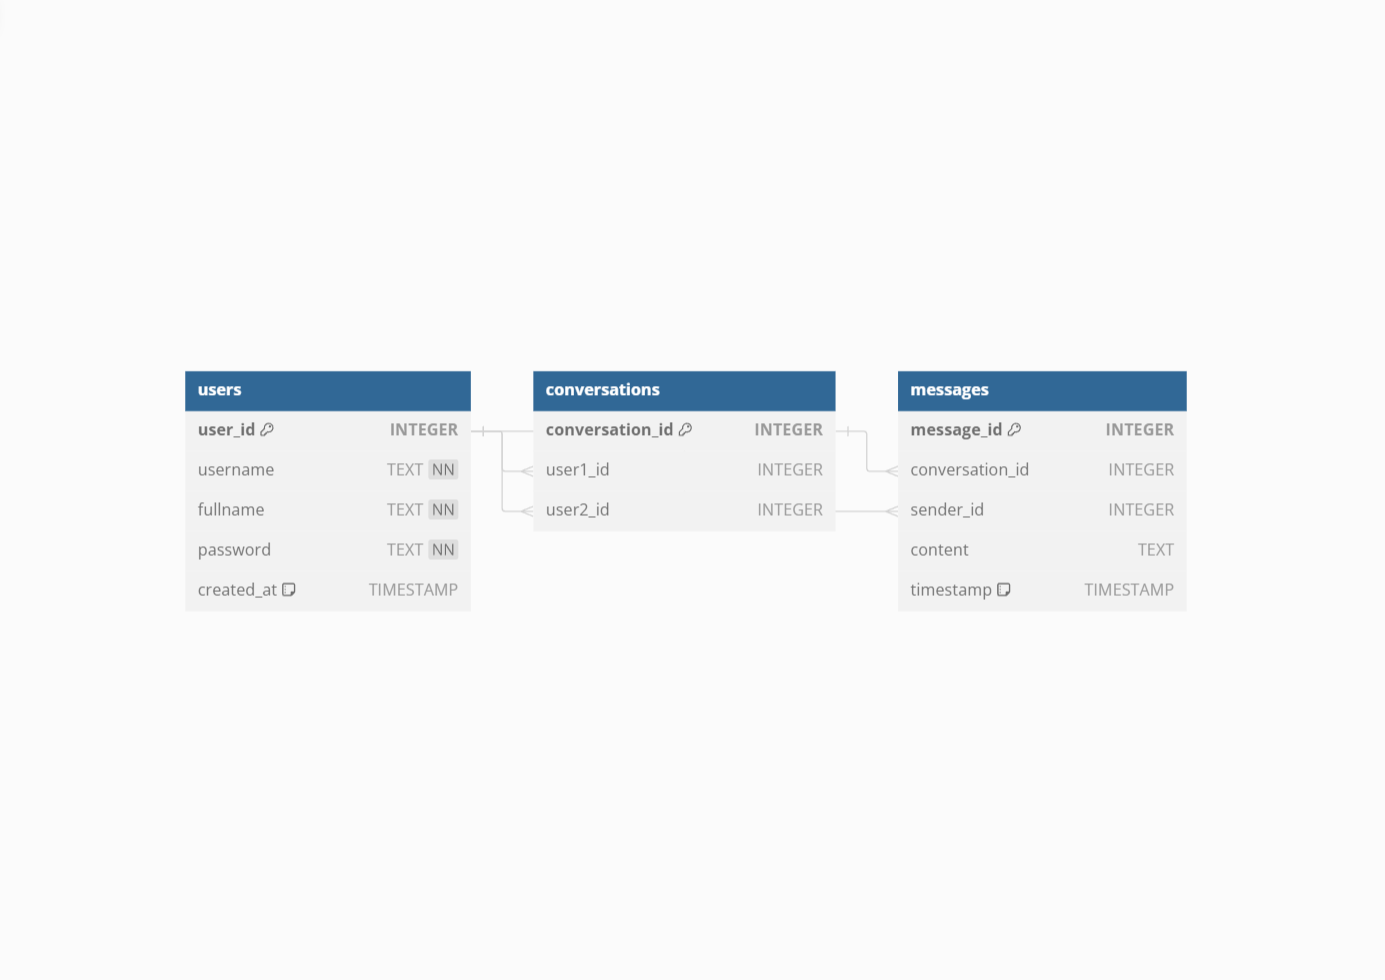 users
user_id INTEGER
username TEXT NN
fullname TEXT NN
password TEXT NN
created_at TIMESTAMP
conversations
conversation_id INTEGER
user1_id INTEGER
user2_id INTEGER
messages
message_id INTEGER
conversation_id INTEGER
sender_id INTEGER
content TEXT
timestamp TIMESTAMP